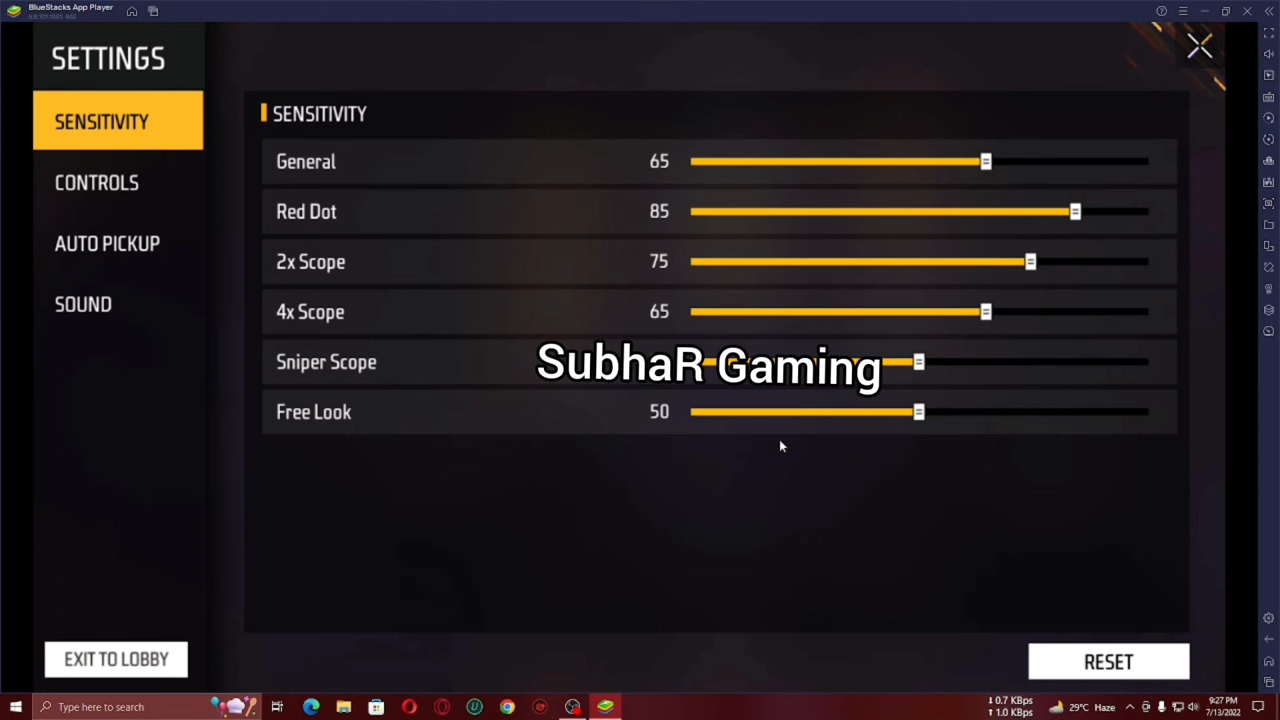 BlueStacks App Player
SETTINGS
SENSITIVITY
CONTROLS
AUTO PICKUP
SOUND
EXIT TO LOBBY
SENSITIVITY
General 65
Red Dot 85
2x Scope 75
4x Scope 65
Sniper Scope
SubhaR Gaming
Free Look 50
RESET
Type here to search
0.7 KBps
1.0 KBps
29°C Haze
9:27 PM
7/13/2022